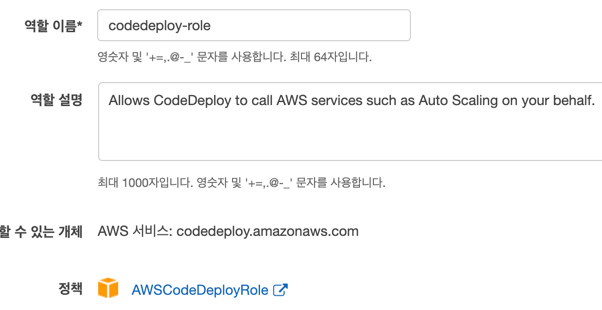 역할 이름* codedeploy-role
영숫자 및 '+=,.@-_' 문자를 사용합니다. 최대 64자입니다.
역할 설명 Allows CodeDeploy to call AWS services such as Auto Scaling on your behalf.
최대 1000자입니다. 영숫자 및 '+=,.@-_' 문자를 사용합니다.
할 수 있는 개체 AWS 서비스: codedeploy.amazonaws.com
정책 AWSCodeDeployRole